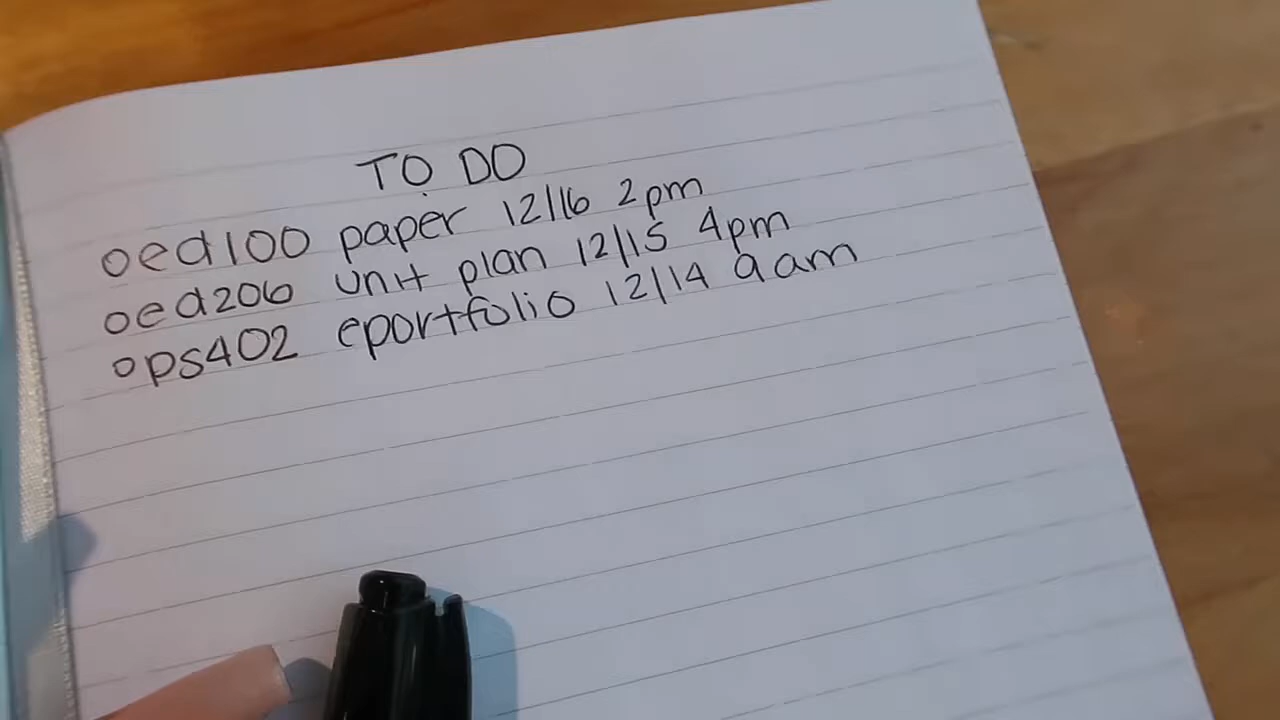 TO DO
oed100 paper 12/16 2pm
oed206 unit plan 12/15 4pm
ops402 eportfolio 12/14 9am